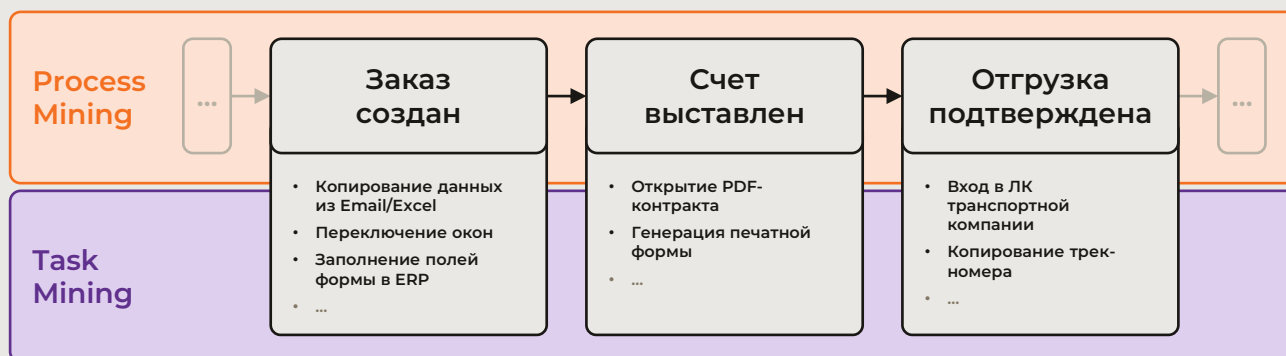 Process
Mining
...
Заказ
создан
Счет
выставлен
Отгрузка
подтверждена
...
• Копирование данных
из Email/Excel
• Переключение окон
• Заполнение полей
формы в ERP
• ...
• Открытие PDF-
контракта
• Генерация печатной
формы
• ...
• Вход в ЛК
транспортной
компании
• Копирование трек-
номера
• ...
Task
Mining